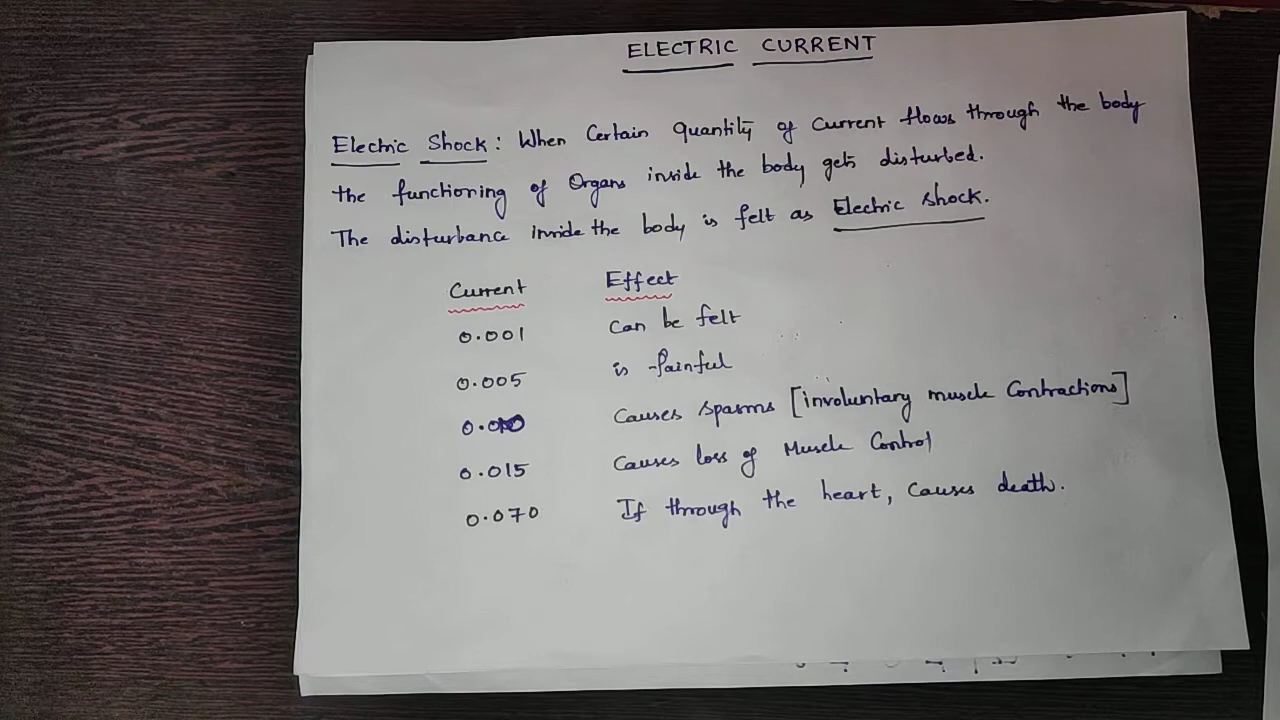 ELECTRIC CURRENT
Electric Shock: When Certain Quantity of Current flows through the body
the functioning of Organs inside the body gets disturbed.
The disturbance inside the body is felt as Electric shock.
Current Effect
0.001 Can be felt
0.005 is Painful
0.010 Causes spasms [involuntary muscle Contractions]
0.015 Causes loss of Muscle Control
0.070 If through the heart, Causes death.